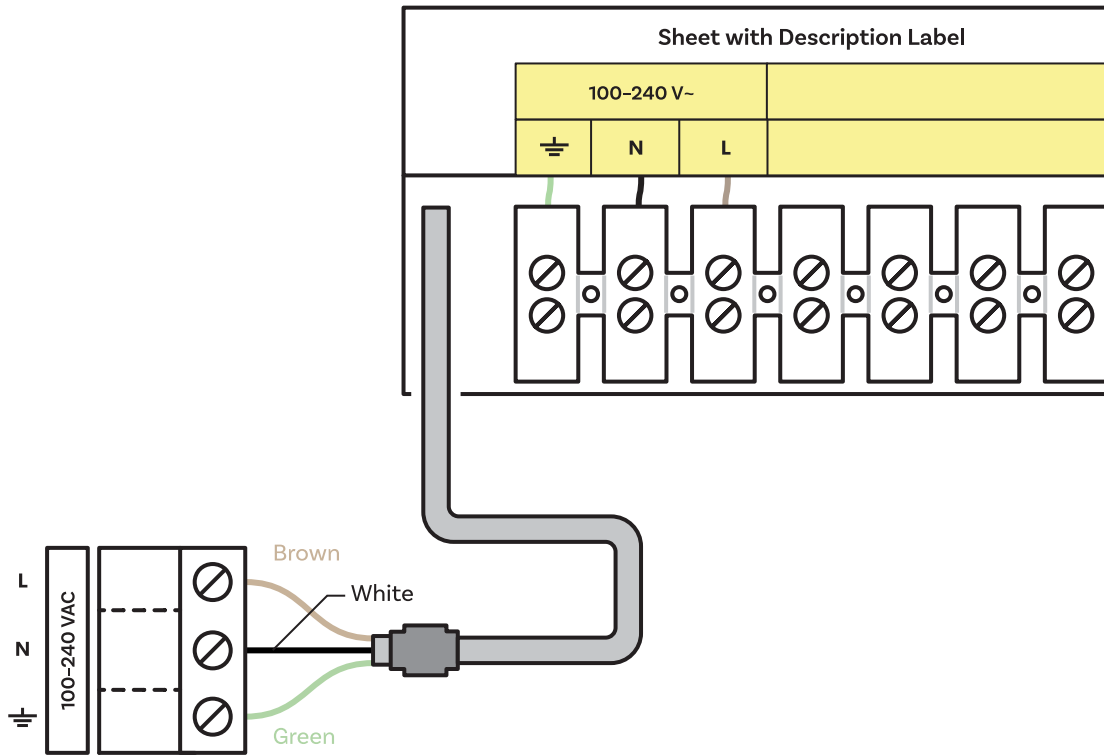 Sheet with Description Label
100–240 V~
N
L
Brown
L
White
100–240 VAC
N
Green